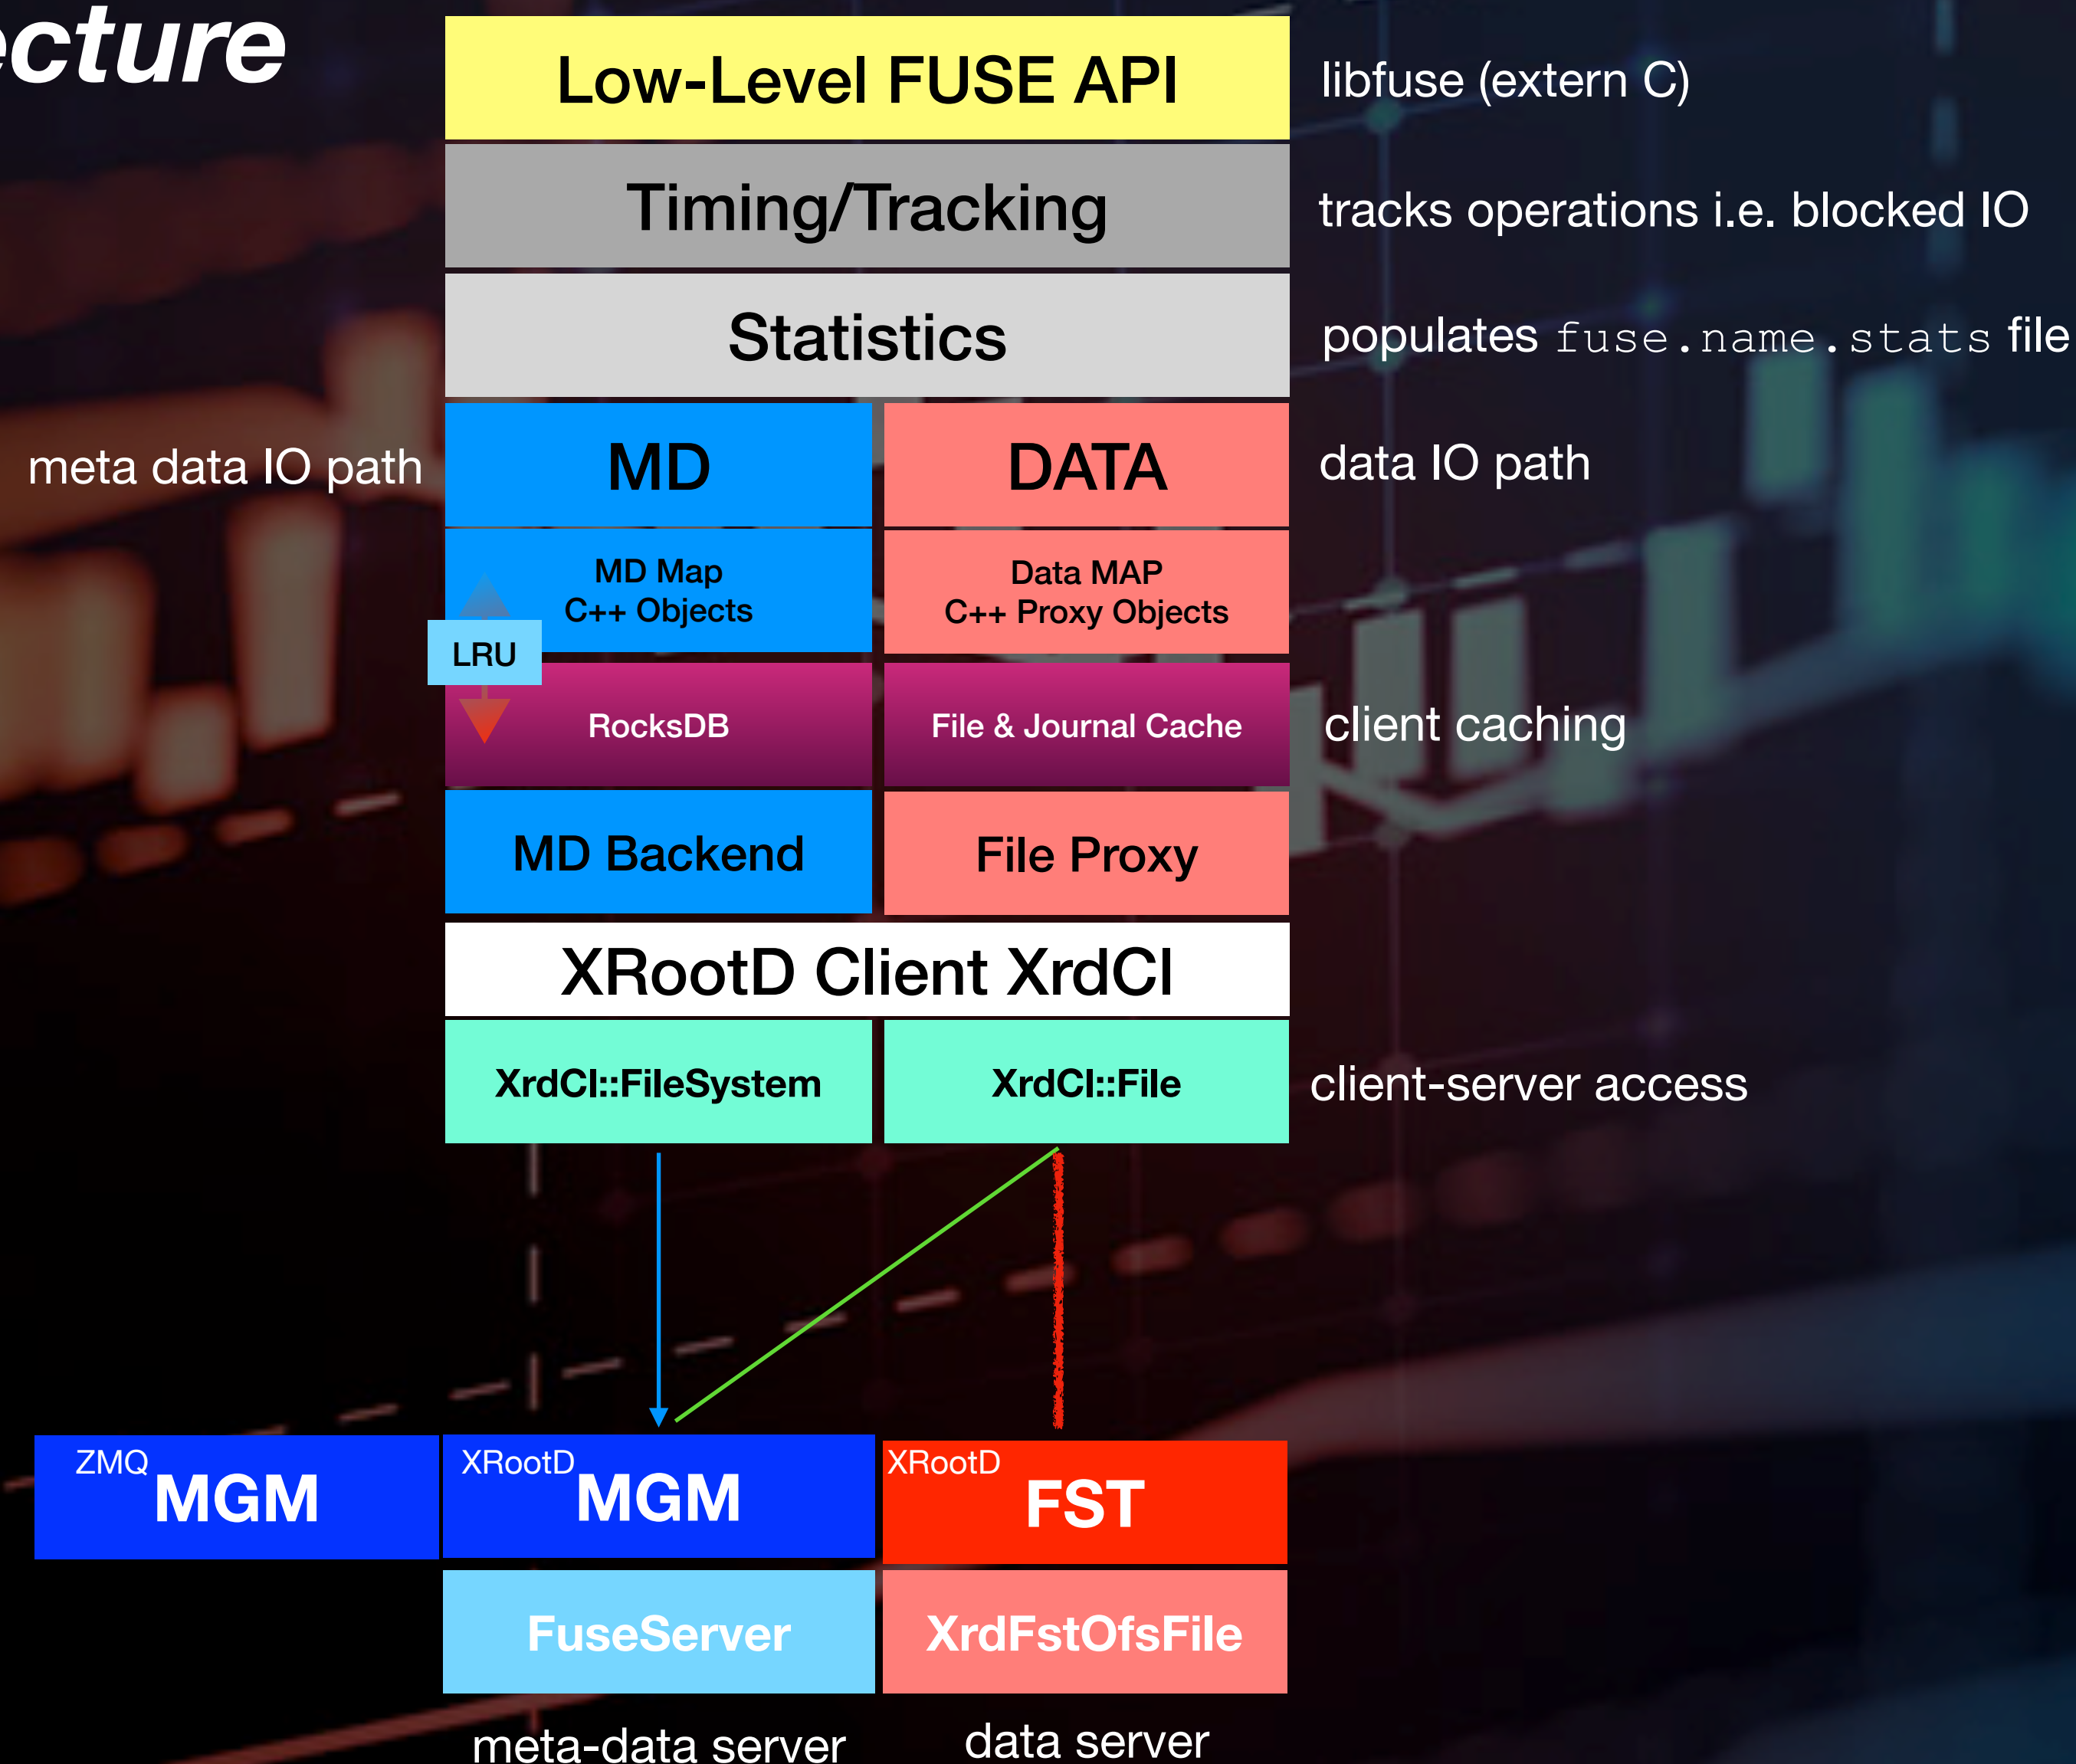 ecture
Low-Level FUSE API
libfuse (extern C)
Timing/Tracking
tracks operations i.e. blocked IO
Statistics
populates fuse.name.stats file
meta data IO path
MD
DATA
data IO path
MD Map
C++ Objects
Data MAP
C++ Proxy Objects
LRU
RocksDB
File & Journal Cache
client caching
MD Backend
File Proxy
XRootD Client XrdCl
XrdCl::FileSystem
XrdCl::File
client-server access
ZMQ
MGM
XRootD
MGM
XRootD
FST
FuseServer
XrdFstOfsFile
meta-data server
data server